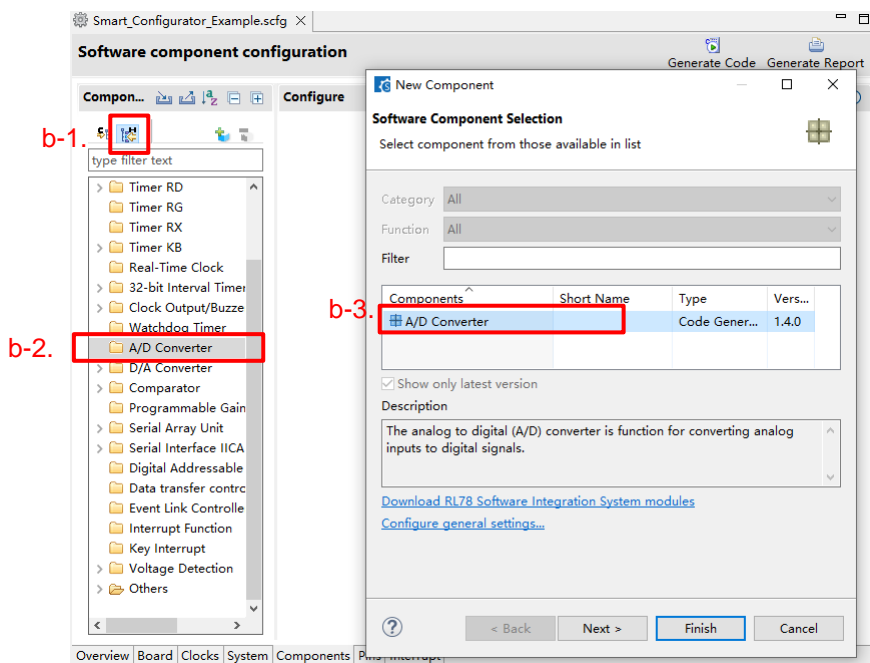 Smart_Configurator_Example.scfg
Software component configuration
Generate Code Generate Report
Compon...
Configure
b-1.
type filter text
Timer RD
Timer RG
Timer RX
Timer KB
Real-Time Clock
32-bit Interval Timer
Clock Output/Buzze
Watchdog Timer
b-2.
A/D Converter
D/A Converter
Comparator
Programmable Gain
Serial Array Unit
Serial Interface IICA
Digital Addressable
Data transfer contrc
Event Link Controlle
Interrupt Function
Key Interrupt
Voltage Detection
Others
Overview Board Clocks System Components Pins Interrupt
New Component
Software Component Selection
Select component from those available in list
Category All
Function All
Filter
Components Short Name Type Vers...
b-3.
A/D Converter Code Gener... 1.4.0
Show only latest version
Description
The analog to digital (A/D) converter is function for converting analog
inputs to digital signals.
Download RL78 Software Integration System modules
Configure general settings...
< Back Next > Finish Cancel